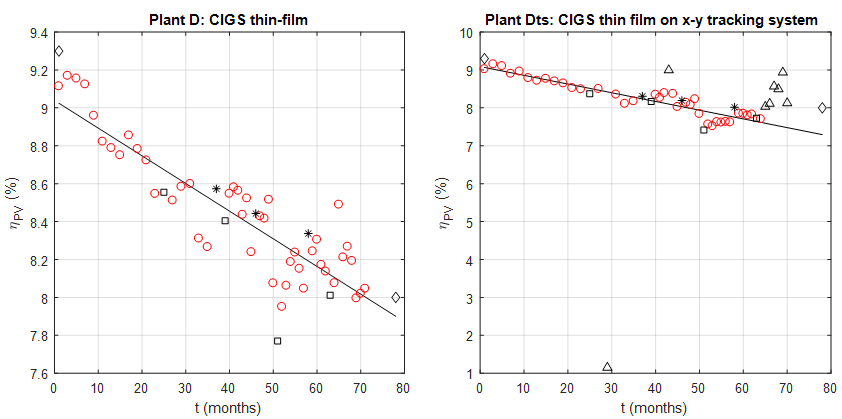 Plant D: CIGS thin-film
9.4
9.2
9
8.8
8.6
8.4
8.2
8
7.8
7.6
0 10 20 30 40 50 60 70 80
η_PV (%)
t (months)
Plant Dts: CIGS thin film on x-y tracking system
10
9
8
7
6
5
4
3
2
1
0 10 20 30 40 50 60 70 80
η_PV (%)
t (months)